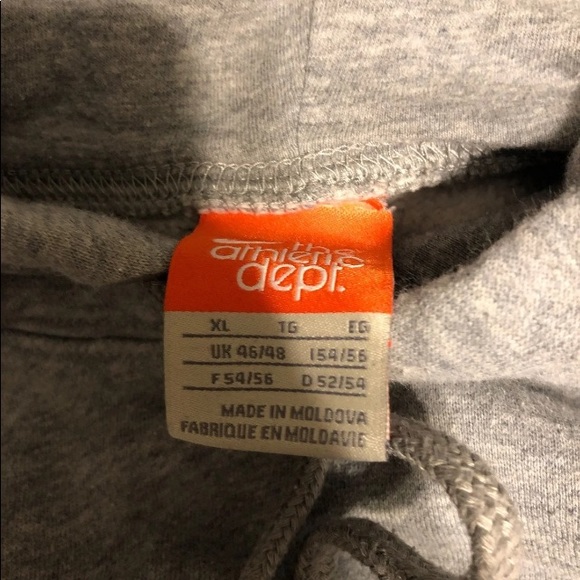 the
athletic
dept.
XL TG EG
UK 46/48 I 54/56
F 54/56 D 52/54
MADE IN MOLDOVA
FABRIQUE EN MOLDAVIE